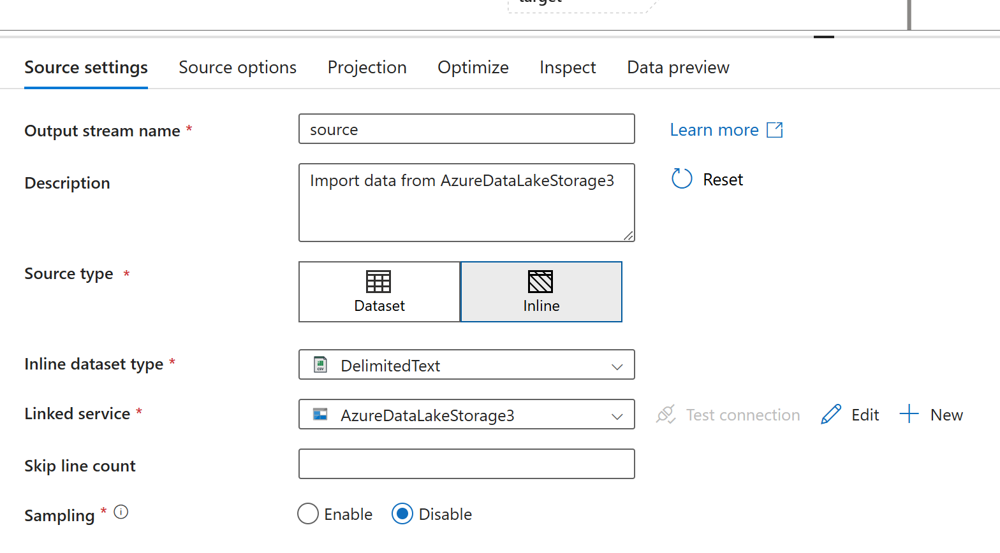 target
Source settings Source options Projection Optimize Inspect Data preview
Output stream name * source Learn more
Description Import data from AzureDataLakeStorage3 Reset
Source type * Dataset Inline
Inline dataset type * CSV DelimitedText
Linked service * AzureDataLakeStorage3 Test connection Edit New
Skip line count
Sampling * Enable Disable